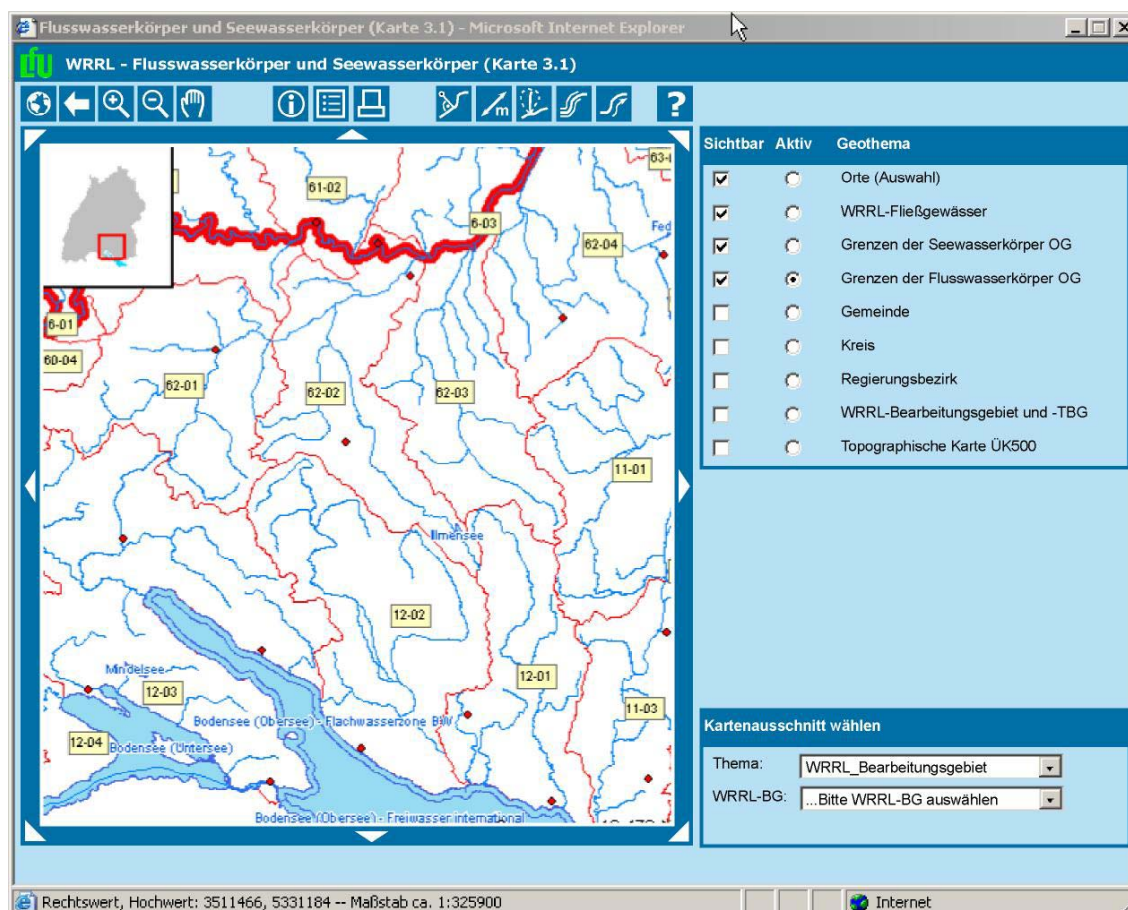 Flusswasserkörper und Seewasserkörper (Karte 3.1) - Microsoft Internet Explorer
LfU WRRL - Flusswasserkörper und Seewasserkörper (Karte 3.1)
m
?
Sichtbar Aktiv Geothema
Orte (Auswahl)
WRRL-Fließgewässer
Grenzen der Seewasserkörper OG
Grenzen der Flusswasserkörper OG
Gemeinde
Kreis
Regierungsbezirk
WRRL-Bearbeitungsgebiet und -TBG
Topographische Karte ÜK500
61-02
6-03
62-04
Fed
6-01
60-04
62-01
62-02
62-03
11-01
Ilmensee
12-02
Mindelsee
12-03
12-01
11-03
Bodensee (Obersee) - Flachwasserzone BW
12-04
Bodensee (Untersee)
Bodensee (Obersee) - Freiwasser international
Kartenausschnitt wählen
Thema: WRRL_Bearbeitungsgebiet
WRRL-BG: ...Bitte WRRL-BG auswählen
Rechtswert, Hochwert: 3511466, 5331184 -- Maßstab ca. 1:325900
Internet